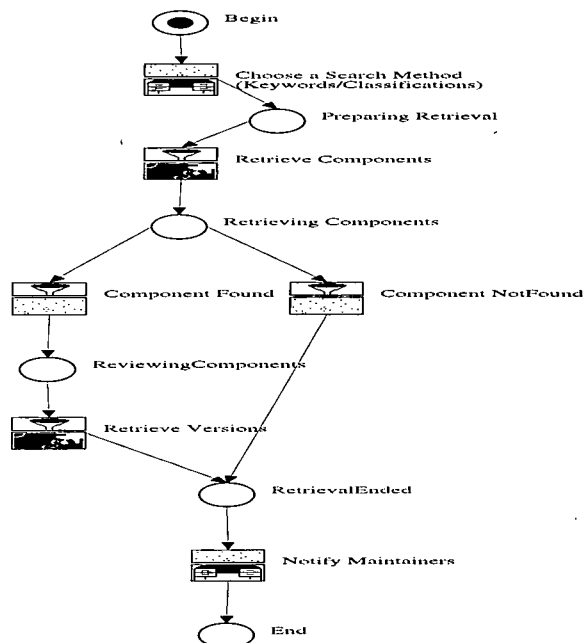 Begin
Choose a Search Method
(Keywords/Classifications)
Preparing Retrieval
Retrieve Components
Retrieving Components
Component Found
Component NotFound
ReviewingComponents
Retrieve Versions
RetrievalEnded
Notify Maintainers
End